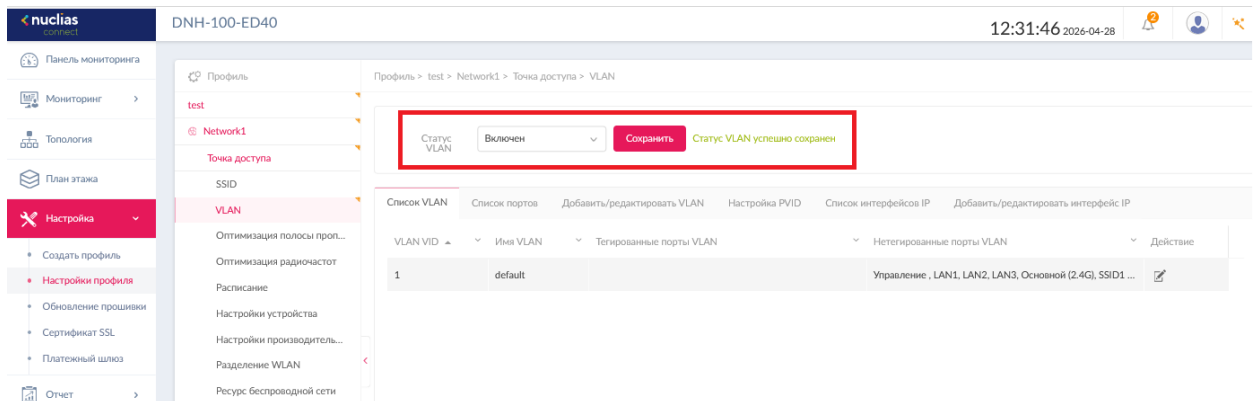 nuclias
connect
DNH-100-ED40
12:31:46 2026-04-28
2
Панель мониторинга
Мониторинг
Топология
План этажа
Настройка
Создать профиль
Настройки профиля
Обновление прошивки
Сертификат SSL
Платежный шлюз
Отчет
Профиль
test
Network1
Точка доступа
SSID
VLAN
Оптимизация полосы проп...
Оптимизация радиочастот
Расписание
Настройки устройства
Настройки производитель...
Разделение WLAN
Ресурс беспроводной сети
Профиль > test > Network1 > Точка доступа > VLAN
Статус VLAN
Включен
Сохранить
Статус VLAN успешно сохранен
Список VLAN Список портов Добавить/редактировать VLAN Настройка PVID Список интерфейсов IP Добавить/редактировать интерфейс IP
VLAN VID Имя VLAN Тегированные порты VLAN Нетегированные порты VLAN Действие
1 default Управление , LAN1, LAN2, LAN3, Основной (2.4G), SSID1 ...